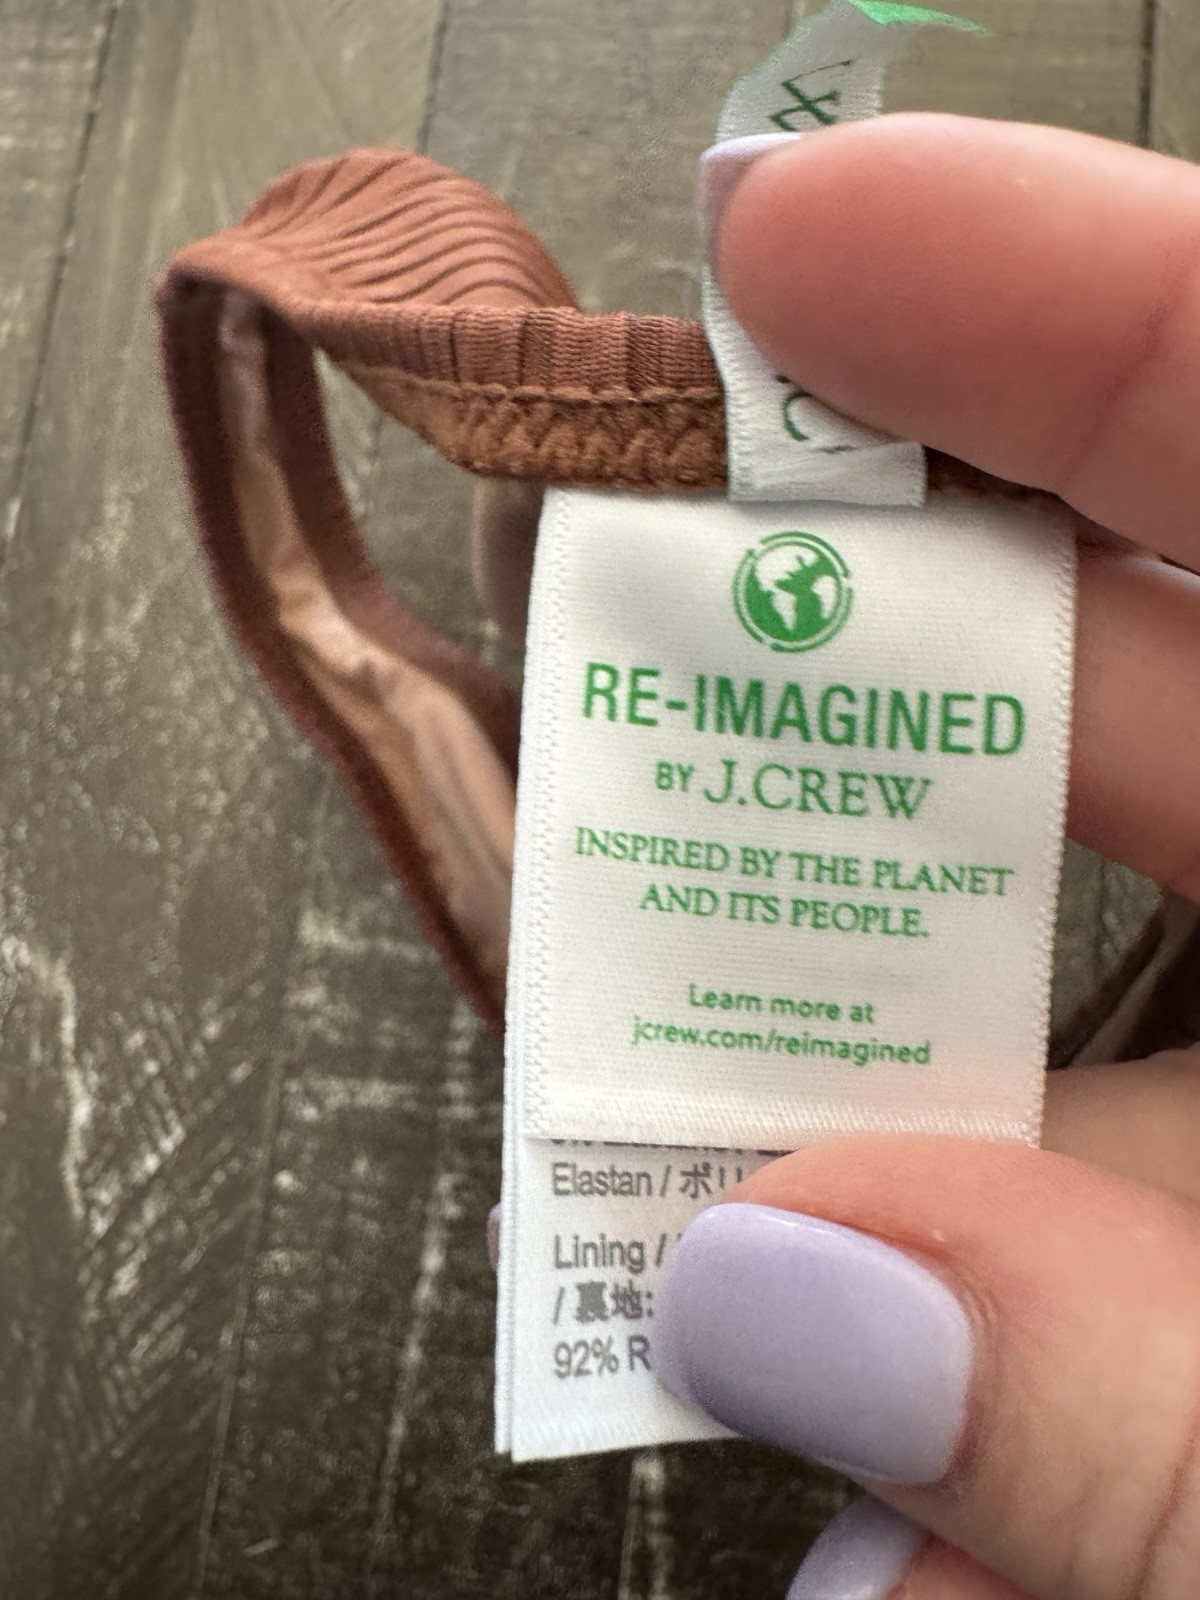 RE-IMAGINED
BY J.CREW
INSPIRED BY THE PLANET
AND ITS PEOPLE.
Learn more at
jcrew.com/reimagined
Elastan / ポリ
Lining /
/ 裏地:
92% R